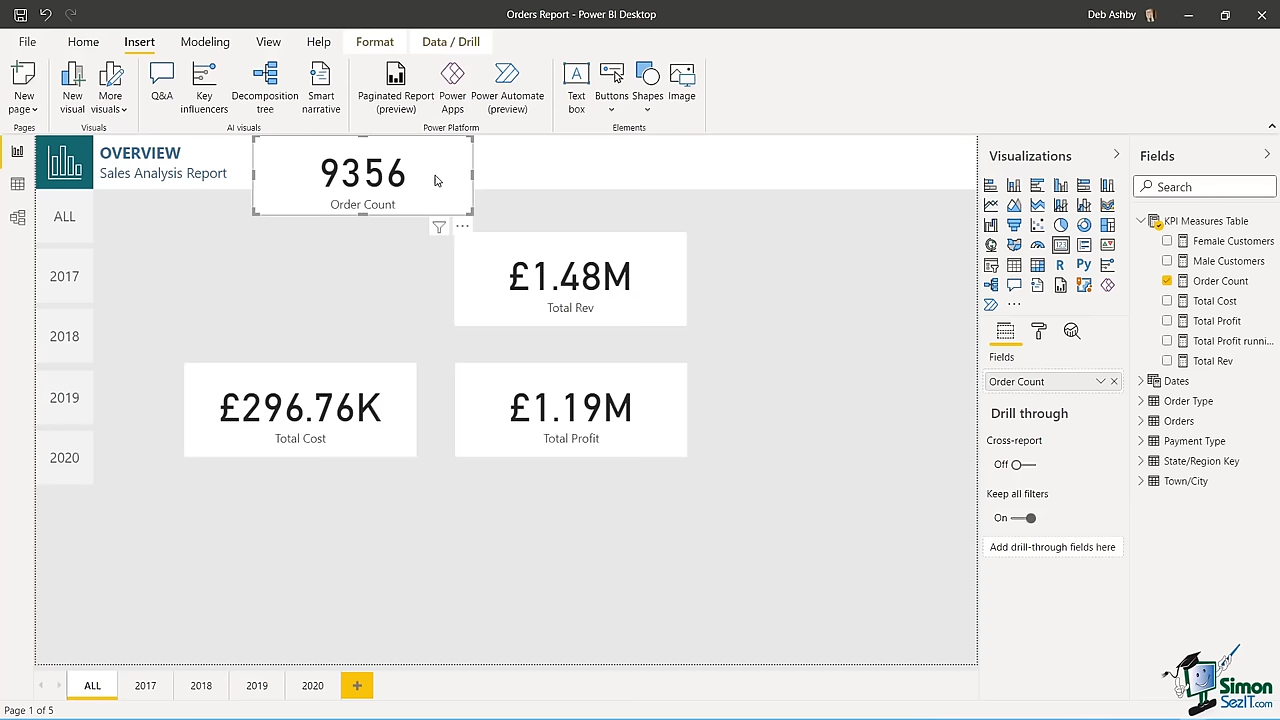 Orders Report - Power BI Desktop
Deb Ashby
File Home Insert Modeling View Help Format Data / Drill
New page
New visual
More visuals
Q&A
Key influencers
Decomposition tree
Smart narrative
Paginated Report (preview)
Power Apps
Power Automate (preview)
Text box
Buttons
Shapes
Image
Pages
Visuals
AI visuals
Power Platform
Elements
OVERVIEW
Sales Analysis Report
ALL
2017
2018
2019
2020
9356
Order Count
£1.48M
Total Rev
£296.76K
Total Cost
£1.19M
Total Profit
Visualizations
123
R
Py
Fields
Order Count
Drill through
Cross-report
Off
Keep all filters
On
Add drill-through fields here
Fields
Search
KPI Measures Table
Female Customers
Male Customers
Order Count
Total Cost
Total Profit
Total Profit runni...
Total Rev
Dates
Order Type
Orders
Payment Type
State/Region Key
Town/City
ALL 2017 2018 2019 2020 +
Page 1 of 5
Simon
SezIT.com